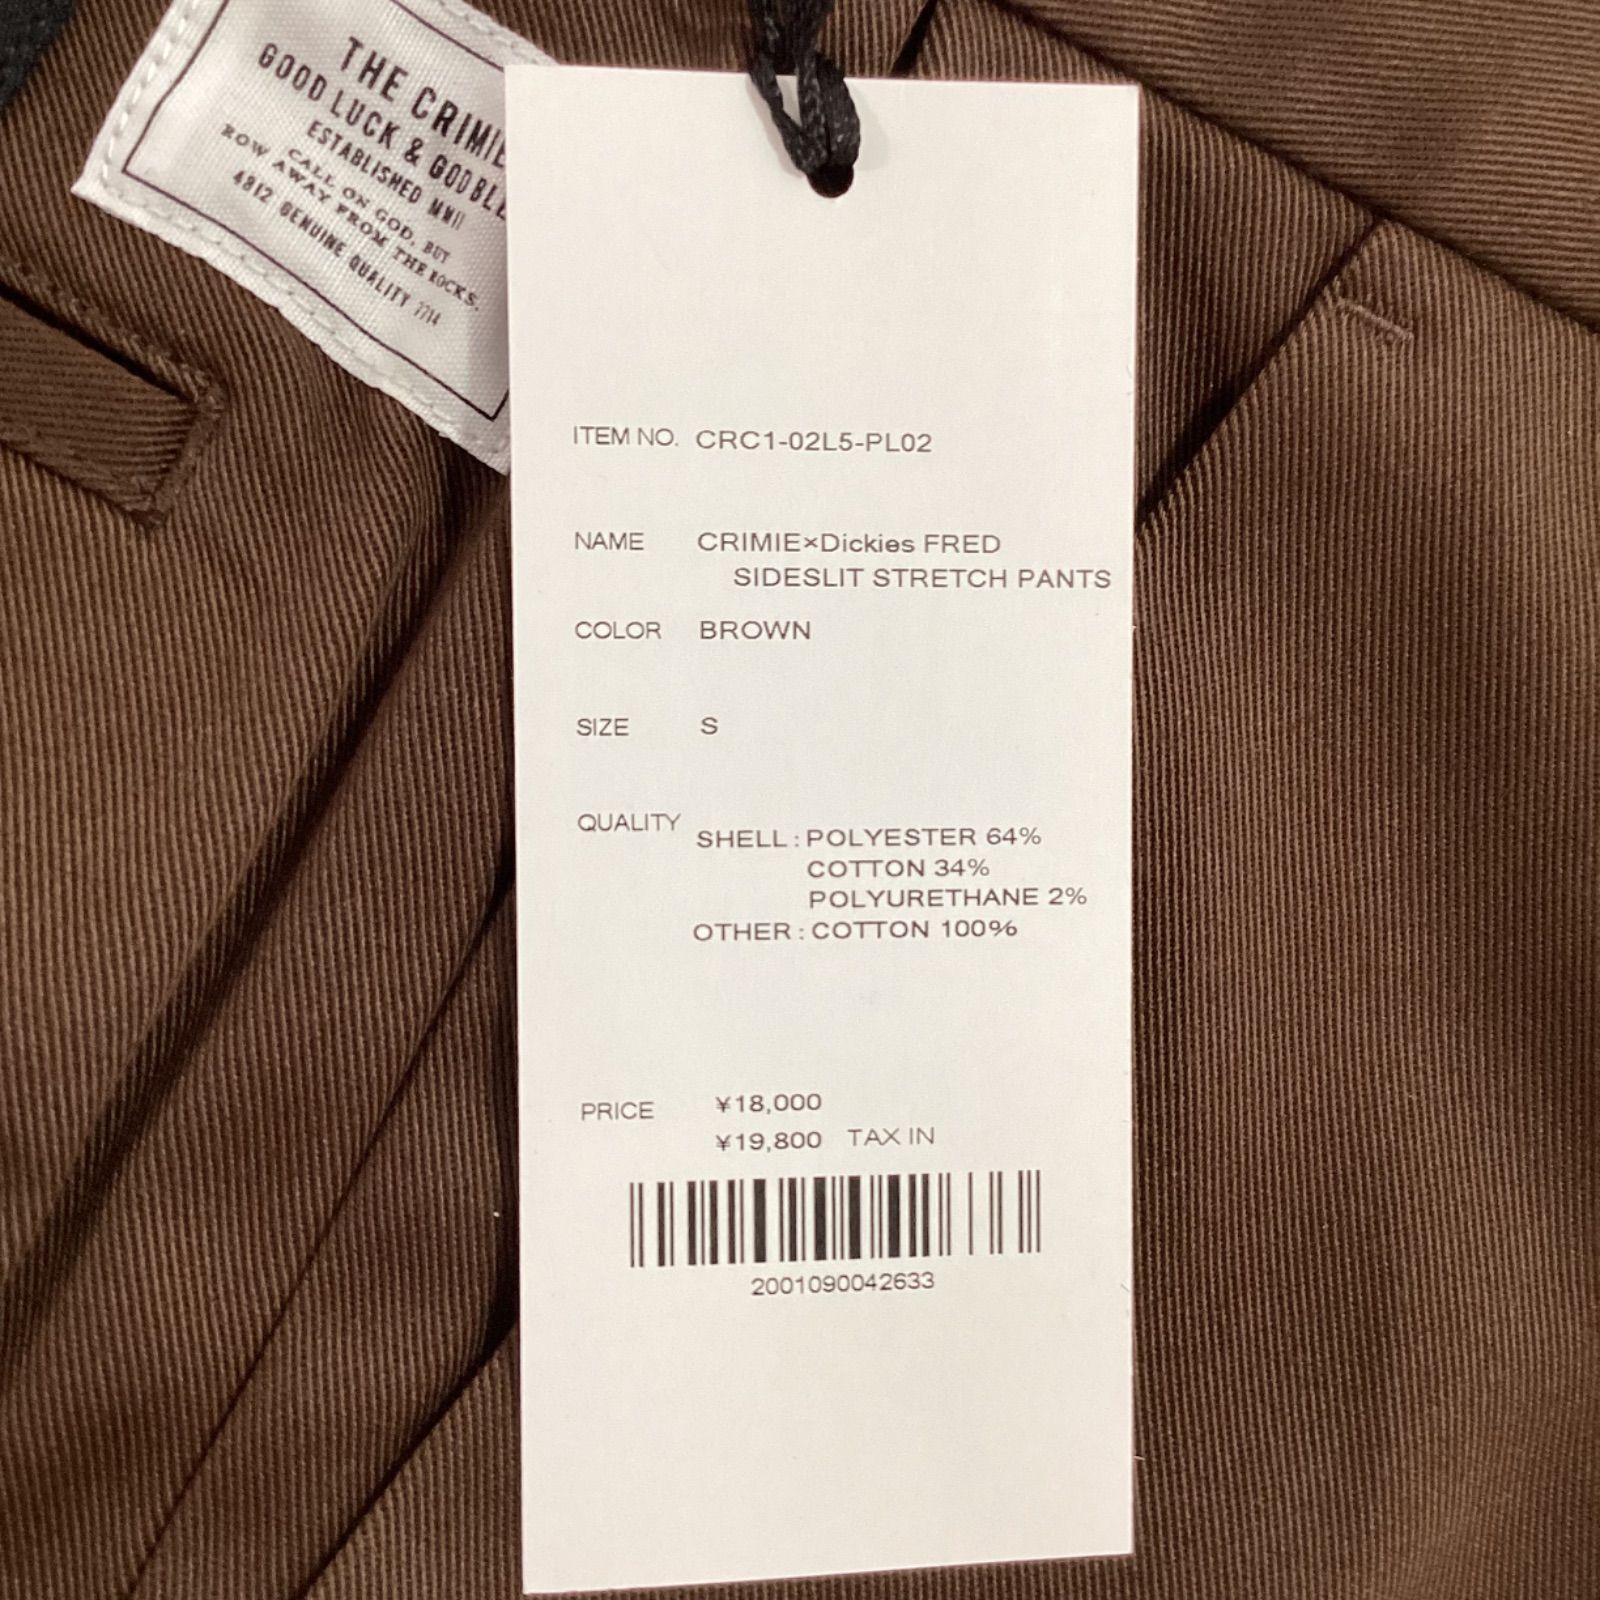 THE CRIMIE
GOOD LUCK & GOD BLE
ESTABLISHED MMII
CALL ON GOD, BUT
ROW AWAY FROM THE ROCKS.
4812 GENUINE QUALITY 7714
ITEM NO. CRC1-02L5-PL02
NAME CRIMIE×Dickies FRED
SIDESLIT STRETCH PANTS
COLOR BROWN
SIZE S
QUALITY SHELL : POLYESTER 64%
COTTON 34%
POLYURETHANE 2%
OTHER : COTTON 100%
PRICE ¥18,000
¥19,800 TAX IN
2001090042633